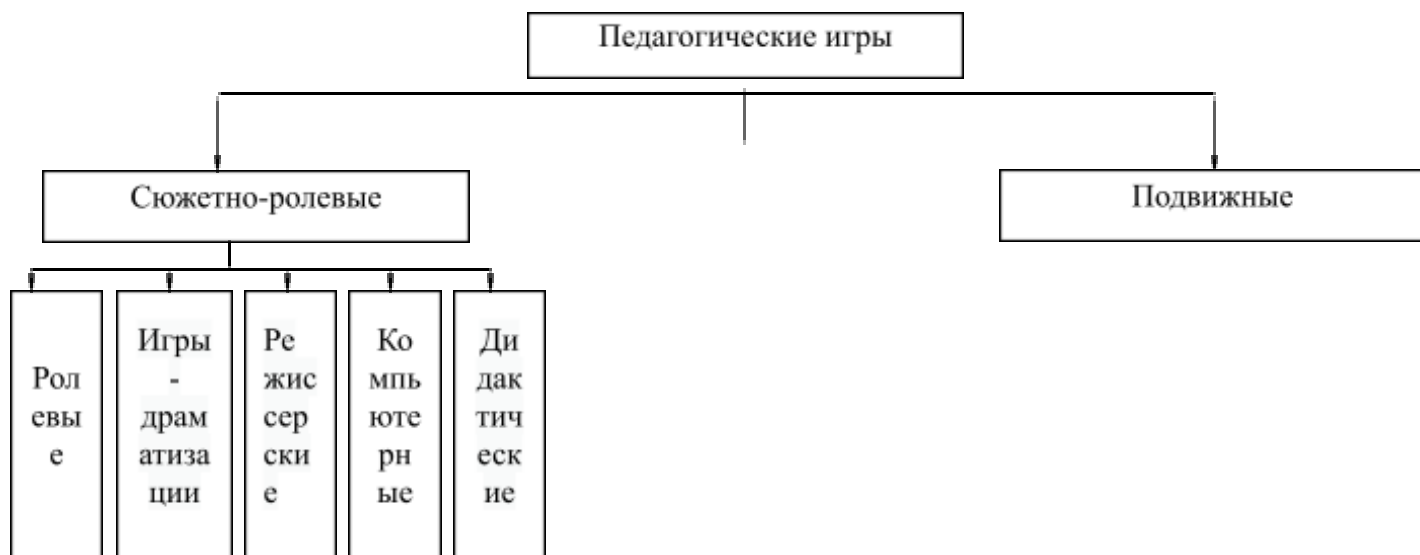 Педагогические игры
Сюжетно-ролевые
Подвижные
Рол
евы
е
Игры
-
драм
атиза
ции
Ре
жис
сер
ски
е
Ко
мпь
юте
рн
ые
Ди
дак
тич
еск
ие